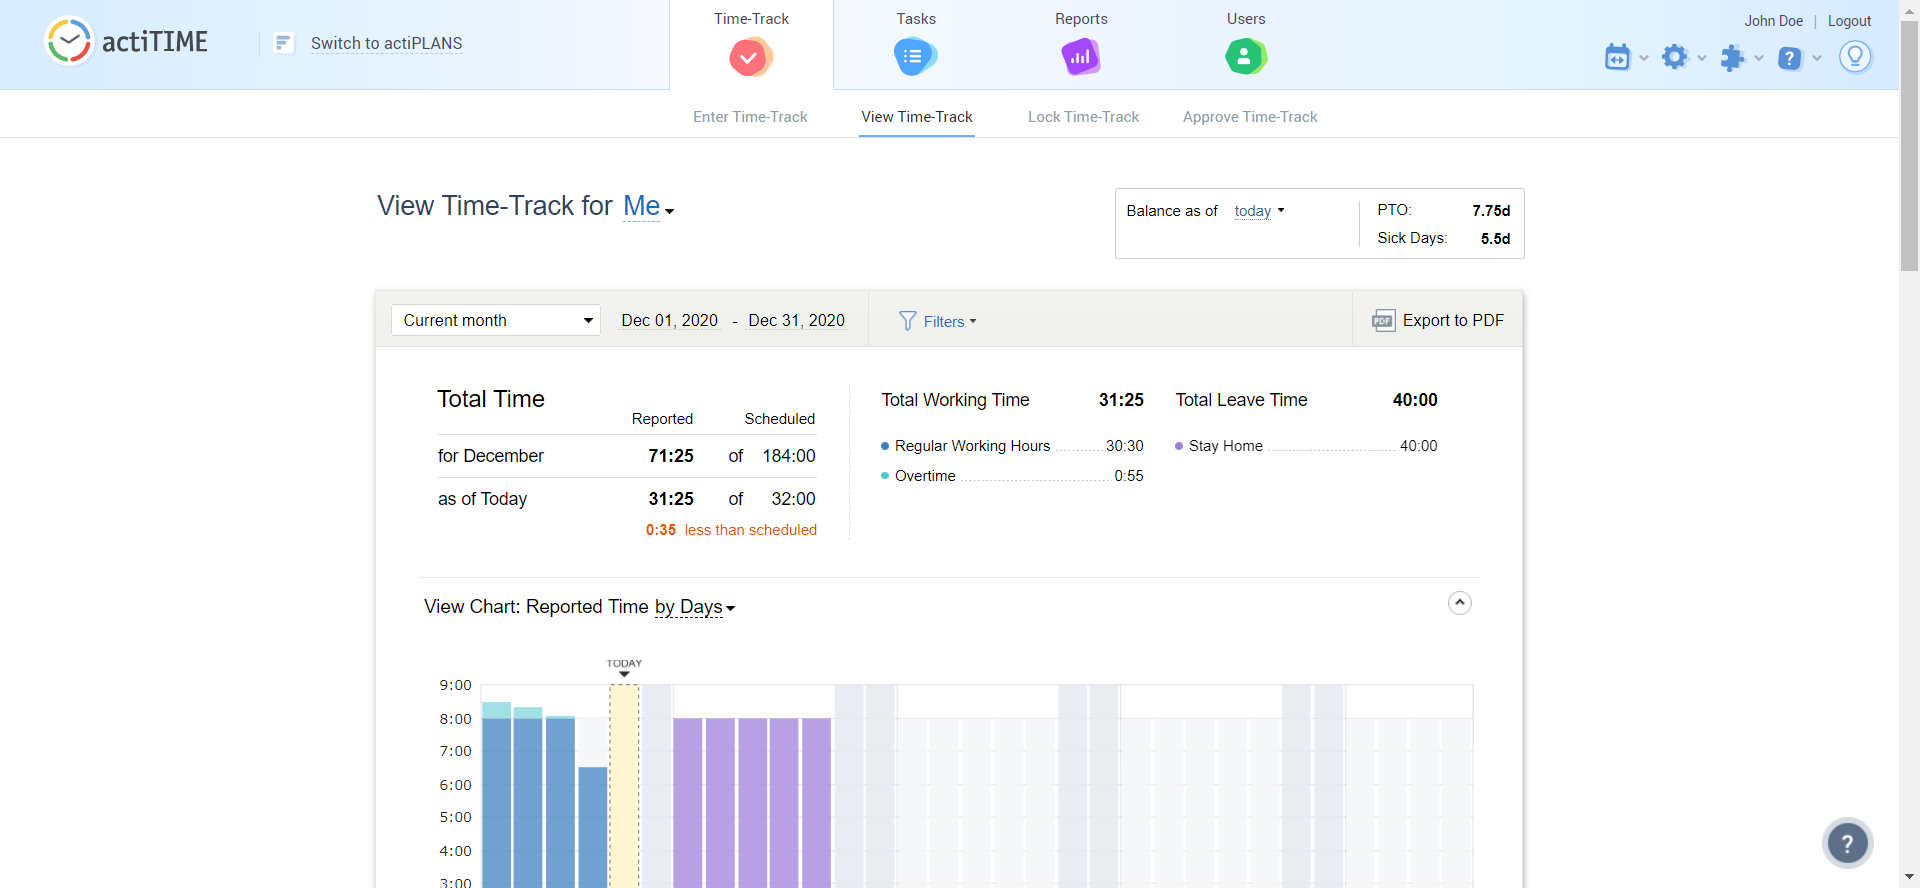 actiTIME
Switch to actiPLANS
Time-Track
Tasks
Reports
Users
John Doe | Logout
Enter Time-Track
View Time-Track
Lock Time-Track
Approve Time-Track
View Time-Track for Me
Balance as of today
PTO: 7.75d
Sick Days: 5.5d
Current month
Dec 01, 2020 - Dec 31, 2020
Filters
PDF Export to PDF
Total Time
Reported Scheduled
for December 71:25 of 184:00
as of Today 31:25 of 32:00
0:35 less than scheduled
Total Working Time 31:25
Regular Working Hours 30:30
Overtime 0:55
Total Leave Time 40:00
Stay Home 40:00
View Chart: Reported Time by Days
TODAY
9:00
8:00
7:00
6:00
5:00
4:00
3:00
?